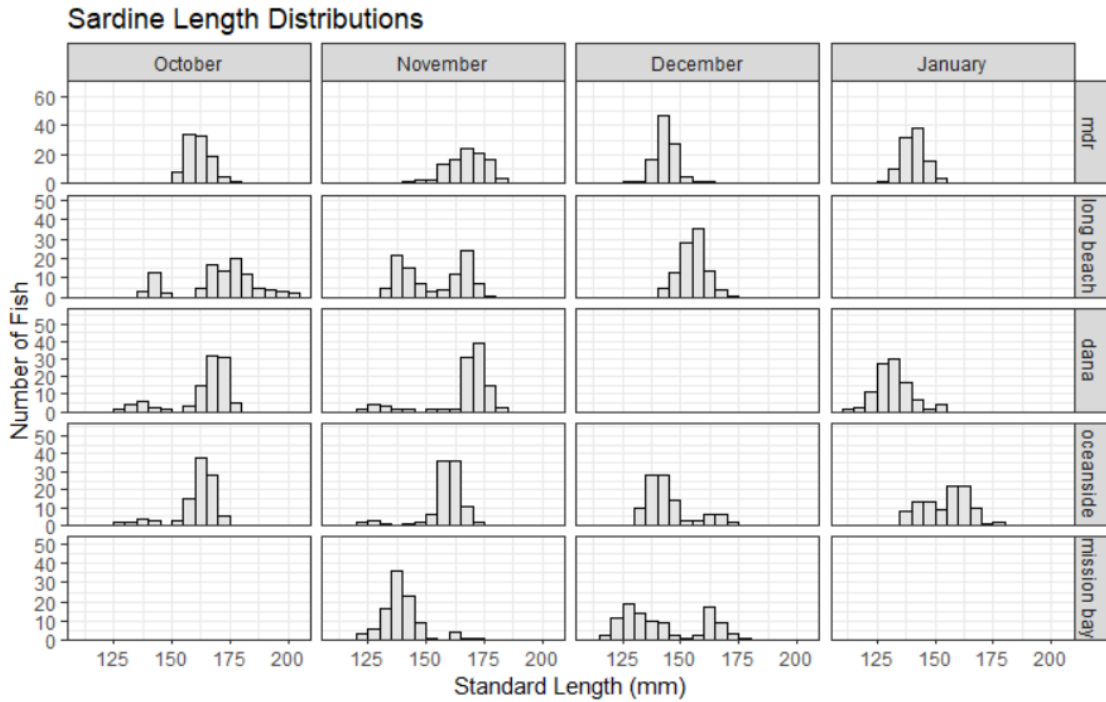 Sardine Length Distributions
October November December January
60
40
20
0
mdr
50
40
30
20
10
0
long beach
50
40
30
20
10
0
dana
50
40
30
20
10
0
oceanside
50
40
30
20
10
0
mission bay
Number of Fish
125 150 175 200 125 150 175 200 125 150 175 200 125 150 175 200
Standard Length (mm)